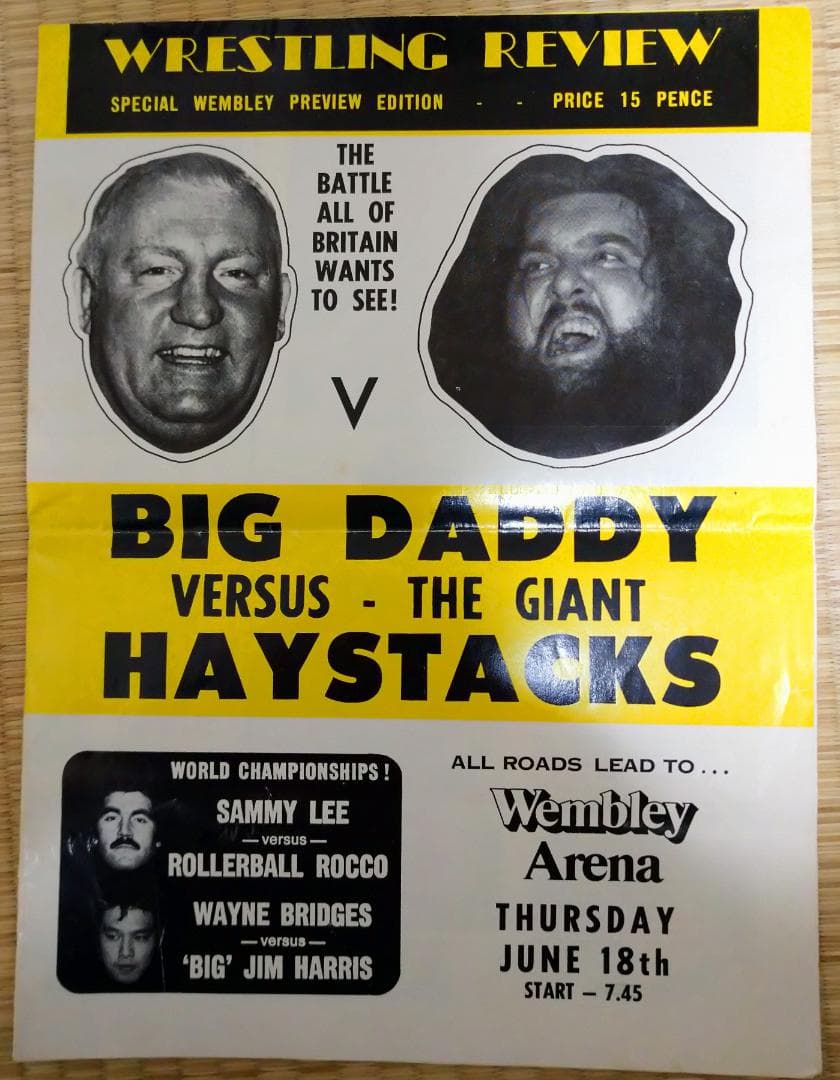 WRESTLING REVIEW
SPECIAL WEMBLEY PREVIEW EDITION - - PRICE 15 PENCE
THE
BATTLE
ALL OF
BRITAIN
WANTS
TO SEE!
V
BIG DADDY
VERSUS - THE GIANT
HAYSTACKS
WORLD CHAMPIONSHIPS!
SAMMY LEE
— versus —
ROLLERBALL ROCCO
WAYNE BRIDGES
— versus —
'BIG' JIM HARRIS
ALL ROADS LEAD TO...
Wembley
Arena
THURSDAY
JUNE 18th
START — 7.45